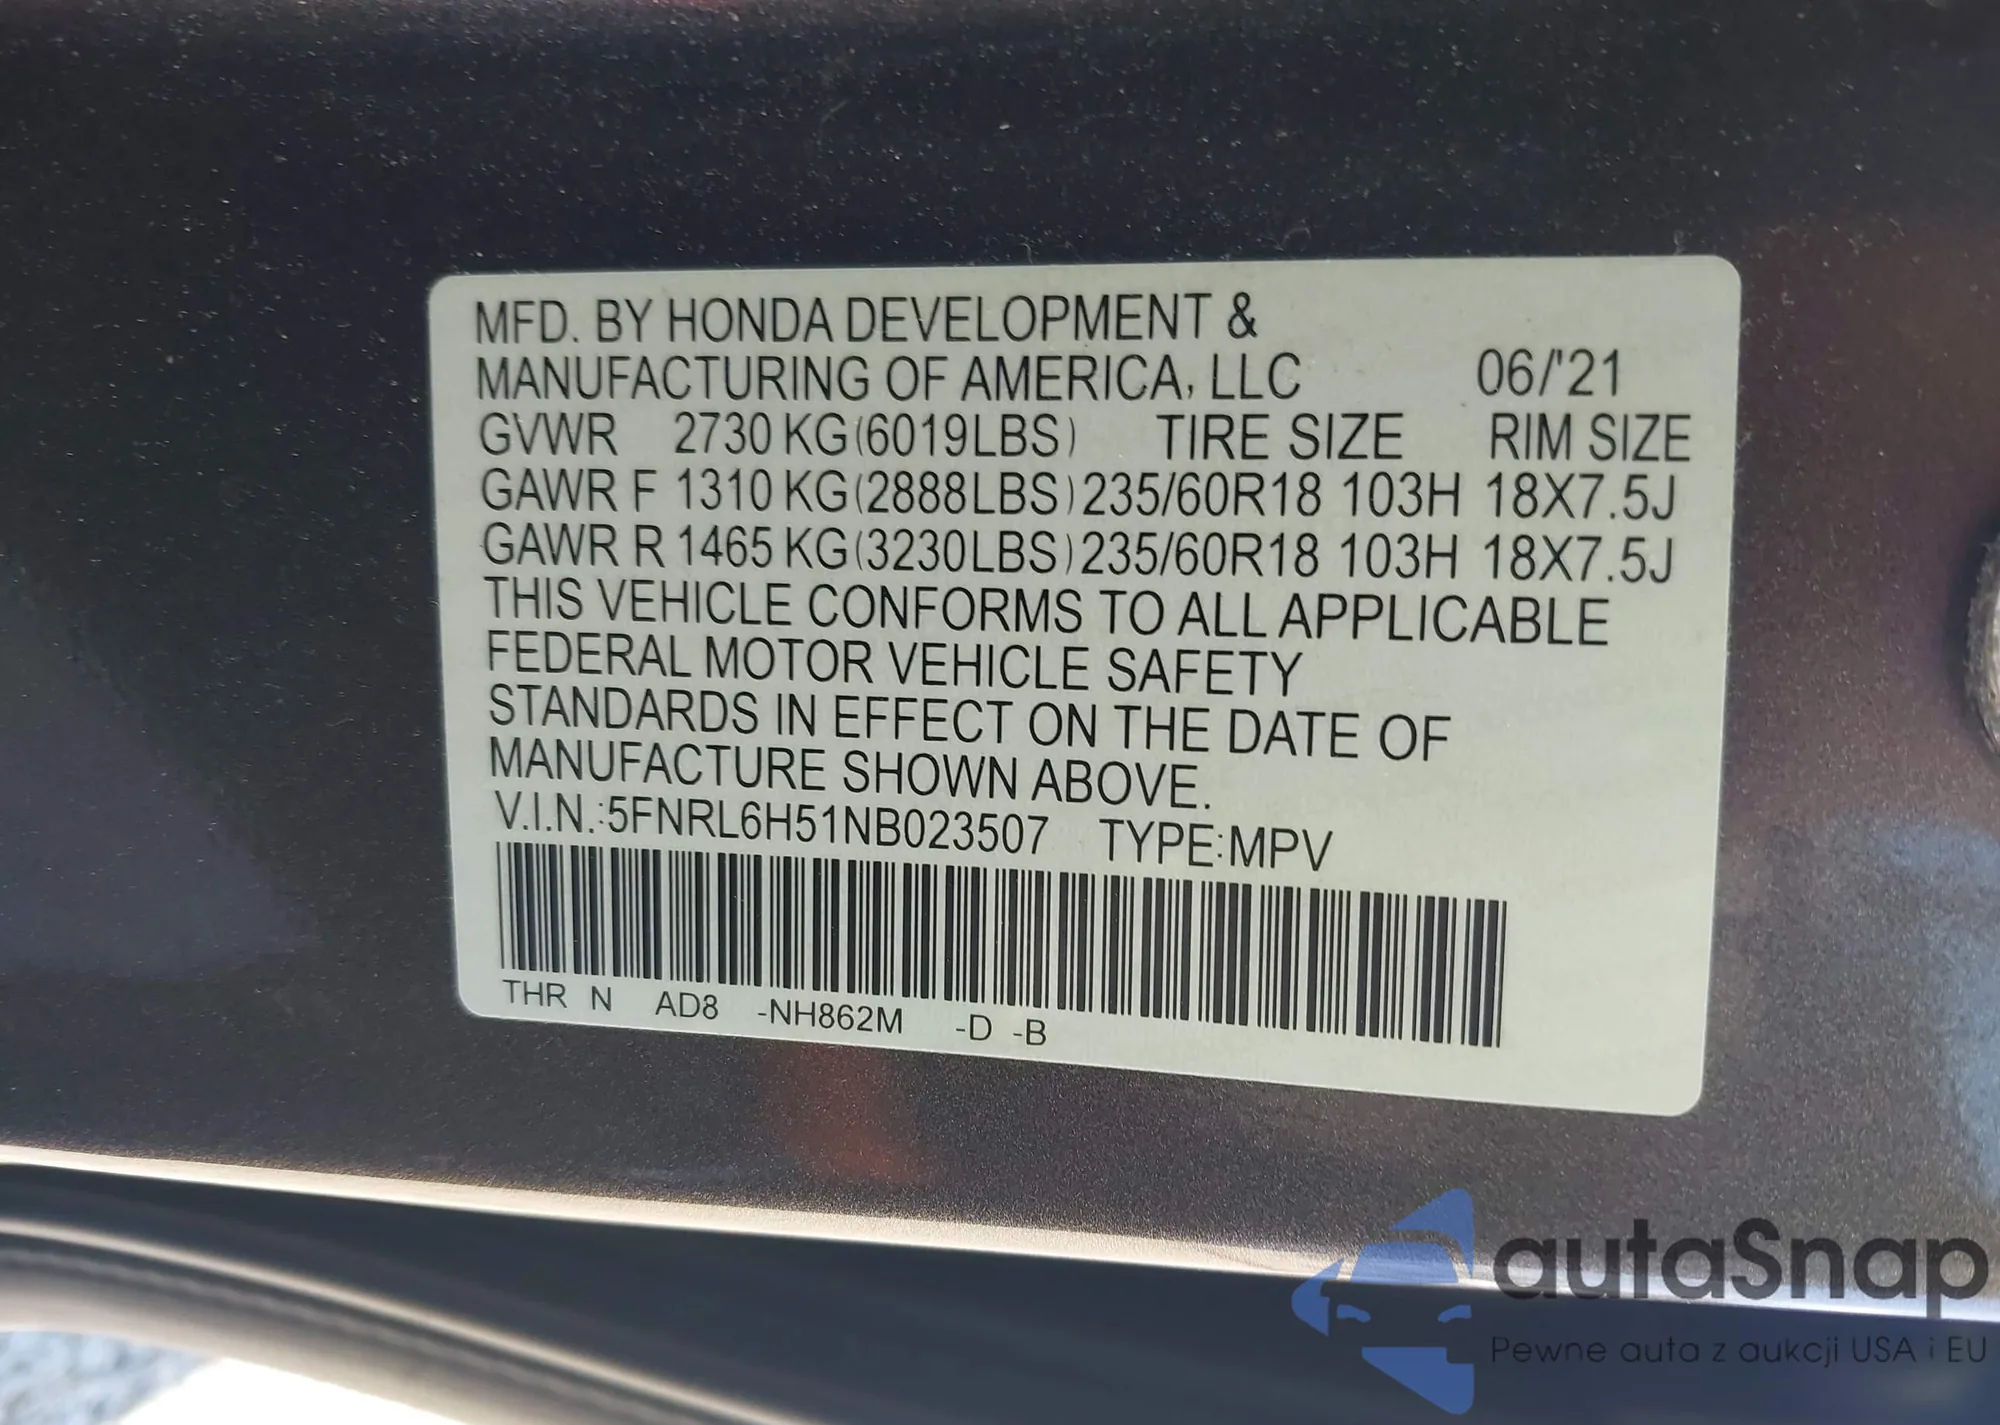 MFD. BY HONDA DEVELOPMENT &
MANUFACTURING OF AMERICA, LLC 06/'21
GVWR 2730 KG(6019LBS) TIRE SIZE RIM SIZE
GAWR F 1310 KG(2888LBS) 235/60R18 103H 18X7.5J
GAWR R 1465 KG(3230LBS) 235/60R18 103H 18X7.5J
THIS VEHICLE CONFORMS TO ALL APPLICABLE
FEDERAL MOTOR VEHICLE SAFETY
STANDARDS IN EFFECT ON THE DATE OF
MANUFACTURE SHOWN ABOVE.
V.I.N.:5FNRL6H51NB023507 TYPE:MPV
THR N AD8 -NH862M -D -B
autaSnap
Pewne auta z aukcji USA i EU